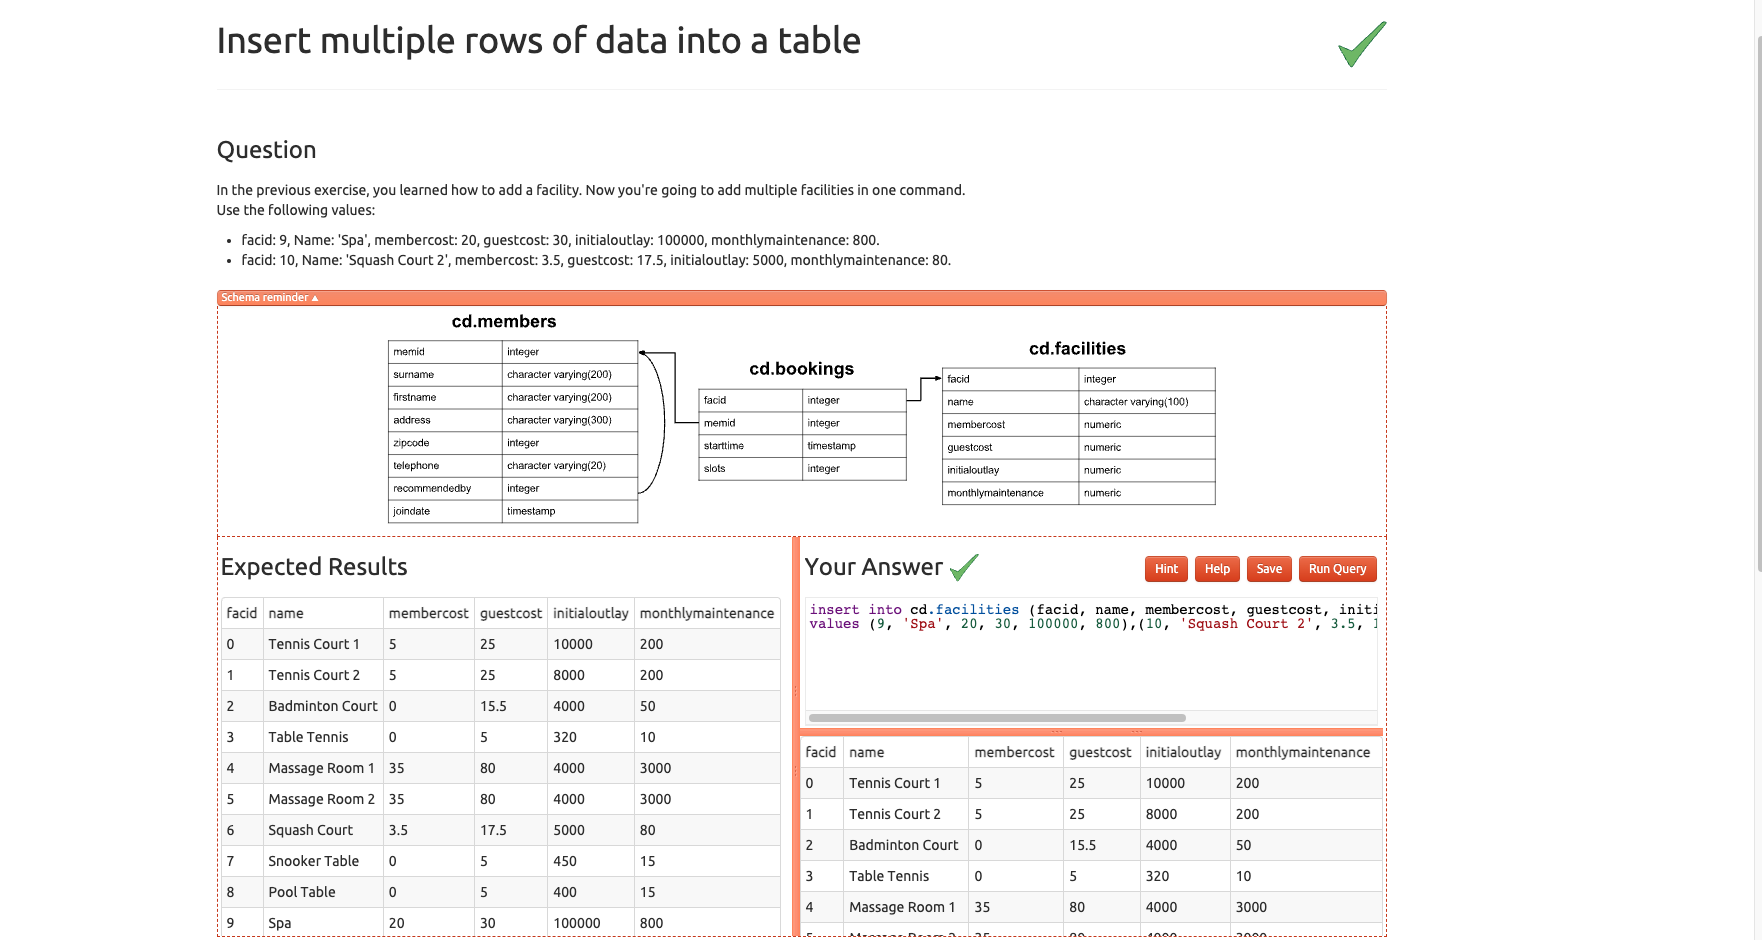 Insert multiple rows of data into a table
Question
In the previous exercise, you learned how to add a facility. Now you're going to add multiple facilities in one command.
Use the following values:
• facid: 9, Name: 'Spa', membercost: 20, guestcost: 30, initialoutlay: 100000, monthlymaintenance: 800.
• facid: 10, Name: 'Squash Court 2', membercost: 3.5, guestcost: 17.5, initialoutlay: 5000, monthlymaintenance: 80.
Schema reminder ▲
cd.members
memid integer
surname character varying(200)
firstname character varying(200)
address character varying(300)
zipcode integer
telephone character varying(20)
recommendedby integer
joindate timestamp
cd.bookings
facid integer
memid integer
starttime timestamp
slots integer
cd.facilities
facid integer
name character varying(100)
membercost numeric
guestcost numeric
initialoutlay numeric
monthlymaintenance numeric
Expected Results
facid name membercost guestcost initialoutlay monthlymaintenance
0 Tennis Court 1 5 25 10000 200
1 Tennis Court 2 5 25 8000 200
2 Badminton Court 0 15.5 4000 50
3 Table Tennis 0 5 320 10
4 Massage Room 1 35 80 4000 3000
5 Massage Room 2 35 80 4000 3000
6 Squash Court 3.5 17.5 5000 80
7 Snooker Table 0 5 450 15
8 Pool Table 0 5 400 15
9 Spa 20 30 100000 800
Your Answer
Hint Help Save Run Query
insert into cd.facilities (facid, name, membercost, guestcost, initi
values (9, 'Spa', 20, 30, 100000, 800),(10, 'Squash Court 2', 3.5, 1
facid name membercost guestcost initialoutlay monthlymaintenance
0 Tennis Court 1 5 25 10000 200
1 Tennis Court 2 5 25 8000 200
2 Badminton Court 0 15.5 4000 50
3 Table Tennis 0 5 320 10
4 Massage Room 1 35 80 4000 3000